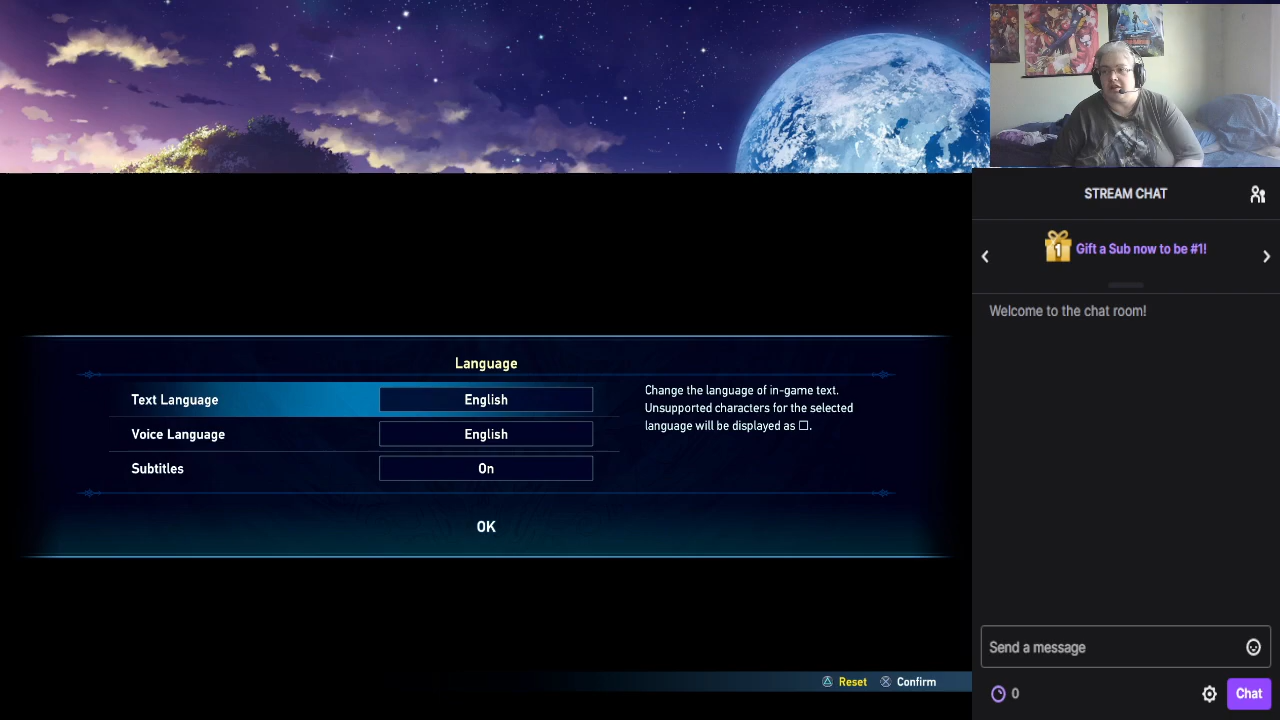 Language
Text Language English
Voice Language English
Subtitles On
OK
Change the language of in-game text.
Unsupported characters for the selected
language will be displayed as □.
Reset Confirm
STREAM CHAT
1 Gift a Sub now to be #1!
Welcome to the chat room!
Send a message
0 Chat